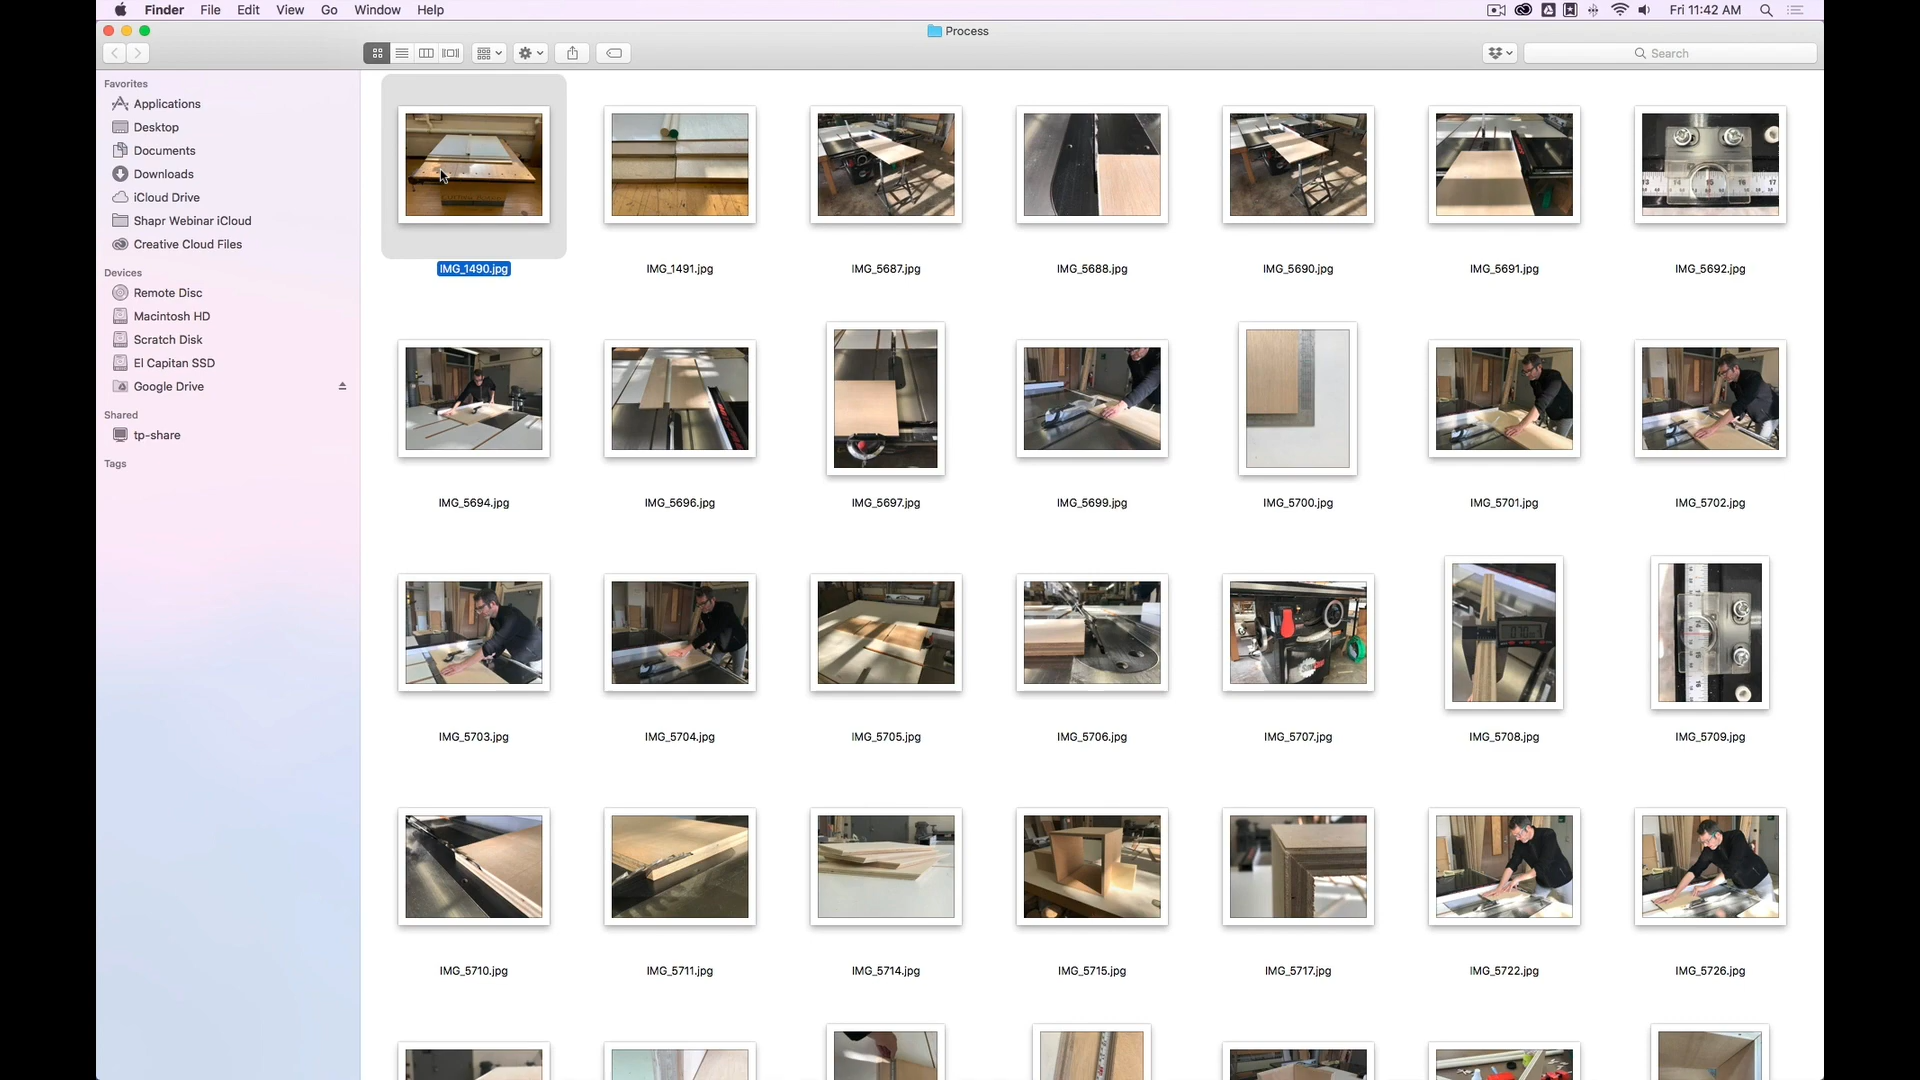 Finder File Edit View Go Window Help Fri 11:42 AM
Process
Search
Favorites
Applications
Desktop
Documents
Downloads
iCloud Drive
Shapr Webinar iCloud
Creative Cloud Files
Devices
Remote Disc
Macintosh HD
Scratch Disk
El Capitan SSD
Google Drive
Shared
tp-share
Tags
IMG_1490.jpg IMG_1491.jpg IMG_5687.jpg IMG_5688.jpg IMG_5690.jpg IMG_5691.jpg IMG_5692.jpg
IMG_5694.jpg IMG_5696.jpg IMG_5697.jpg IMG_5699.jpg IMG_5700.jpg IMG_5701.jpg IMG_5702.jpg
IMG_5703.jpg IMG_5704.jpg IMG_5705.jpg IMG_5706.jpg IMG_5707.jpg IMG_5708.jpg IMG_5709.jpg
IMG_5710.jpg IMG_5711.jpg IMG_5714.jpg IMG_5715.jpg IMG_5717.jpg IMG_5722.jpg IMG_5726.jpg